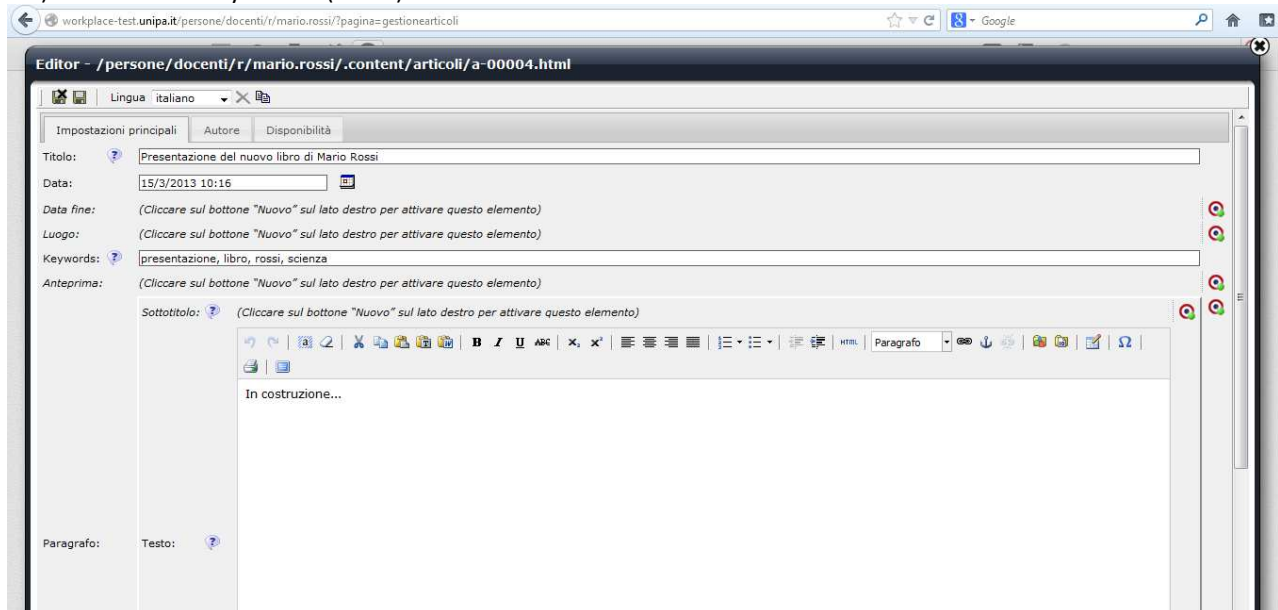 workplace-test.unipa.it/persone/docenti/r/mario.rossi/?pagina=gestionearticoli
Google
Editor - /persone/docenti/r/mario.rossi/.content/articoli/a-00004.html
Lingua italiano
Impostazioni principali Autore Disponibilità
Titolo: Presentazione del nuovo libro di Mario Rossi
Data: 15/3/2013 10:16
Data fine: (Cliccare sul bottone "Nuovo" sul lato destro per attivare questo elemento)
Luogo: (Cliccare sul bottone "Nuovo" sul lato destro per attivare questo elemento)
Keywords: presentazione, libro, rossi, scienza
Anteprima: (Cliccare sul bottone "Nuovo" sul lato destro per attivare questo elemento)
Sottotitolo: (Cliccare sul bottone "Nuovo" sul lato destro per attivare questo elemento)
B I U ABC x₂ x² HTML Paragrafo Ω
In costruzione...
Paragrafo: Testo: